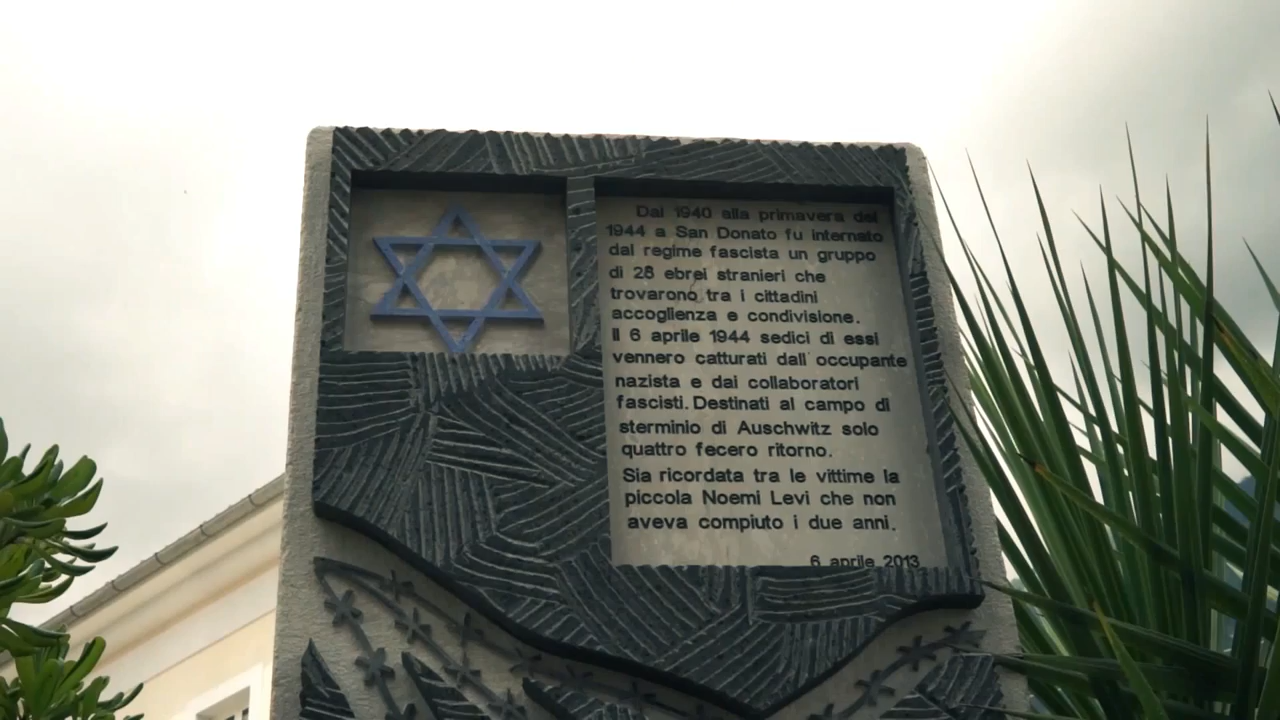 Dal 1940 alla primavera del
1944 a San Donato fu internato
dal regime fascista un gruppo
di 28 ebrei stranieri che
trovarono tra i cittadini
accoglienza e condivisione.
Il 6 aprile 1944 sedici di essi
vennero catturati dall'occupante
nazista e dai collaboratori
fascisti. Destinati al campo di
sterminio di Auschwitz solo
quattro fecero ritorno.
Sia ricordata tra le vittime la
piccola Noemi Levi che non
aveva compiuto i due anni.
6 aprile 2013